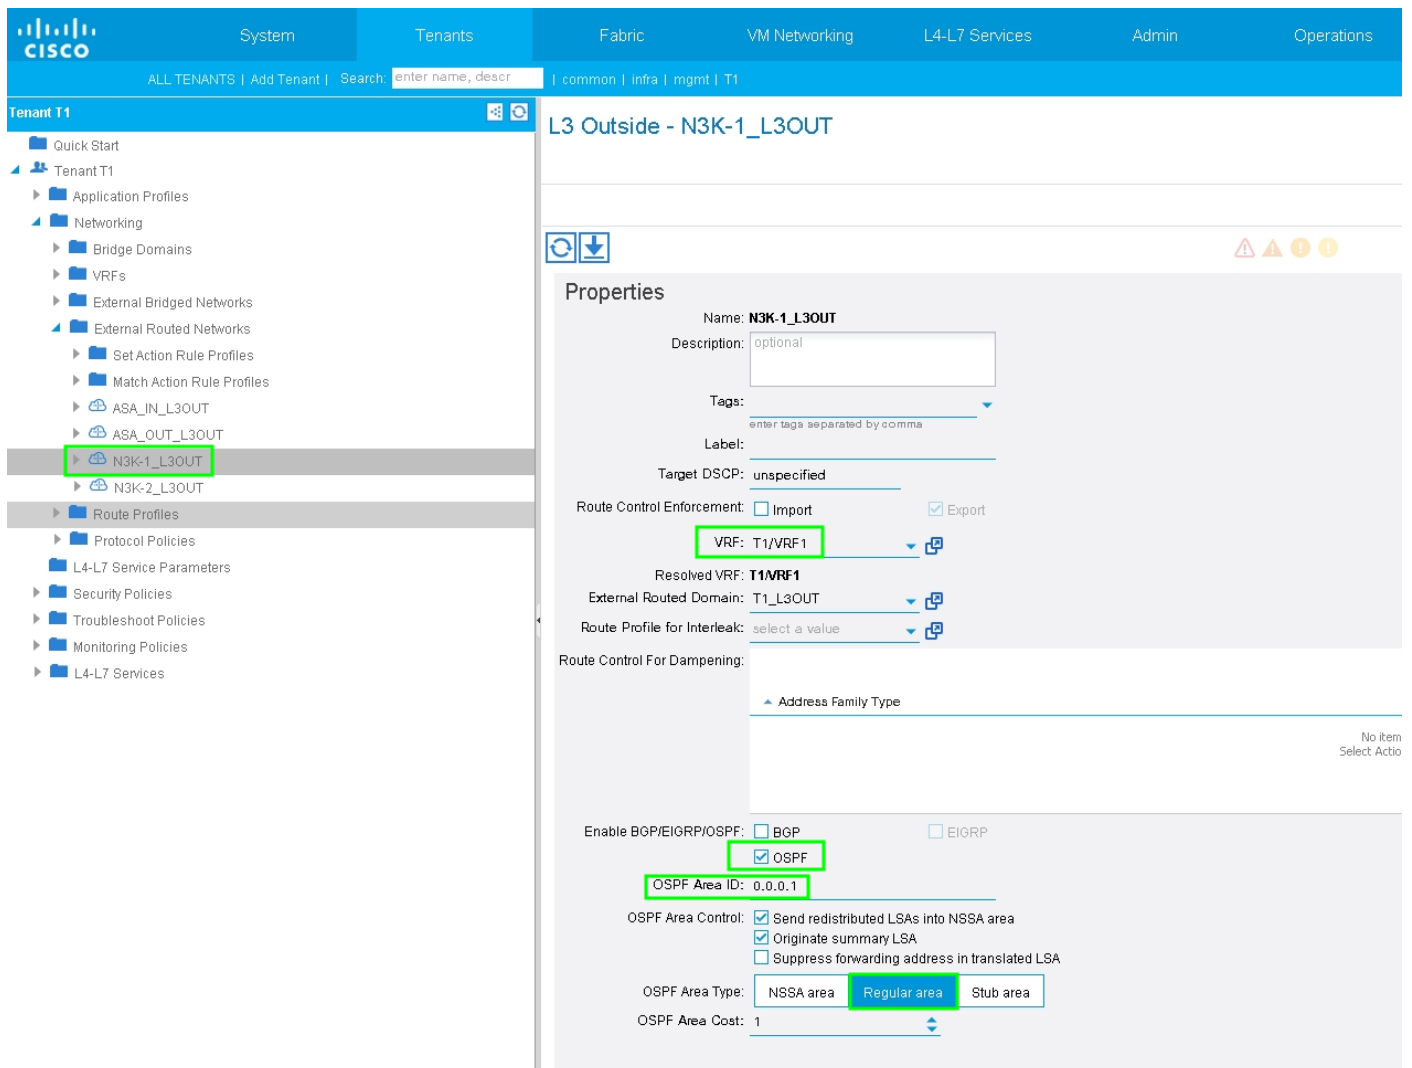 CISCO
System
Tenants
Fabric
VM Networking
L4-L7 Services
Admin
Operations
ALL TENANTS | Add Tenant | Search: enter name, descr | common | infra | mgmt | T1
Tenant T1
Quick Start
Tenant T1
Application Profiles
Networking
Bridge Domains
VRFs
External Bridged Networks
External Routed Networks
Set Action Rule Profiles
Match Action Rule Profiles
ASA_IN_L3OUT
ASA_OUT_L3OUT
N3K-1_L3OUT
N3K-2_L3OUT
Route Profiles
Protocol Policies
L4-L7 Service Parameters
Security Policies
Troubleshoot Policies
Monitoring Policies
L4-L7 Services
L3 Outside - N3K-1_L3OUT
Properties
Name: N3K-1_L3OUT
Description: optional
Tags:
enter tags separated by comma
Label:
Target DSCP: unspecified
Route Control Enforcement: Import Export
VRF: T1/VRF1
Resolved VRF: T1/VRF1
External Routed Domain: T1_L3OUT
Route Profile for Interleak: select a value
Route Control For Dampening:
Address Family Type
No item
Select Actio
Enable BGP/EIGRP/OSPF: BGP EIGRP
OSPF
OSPF Area ID: 0.0.0.1
OSPF Area Control: Send redistributed LSAs into NSSA area
Originate summary LSA
Suppress forwarding address in translated LSA
OSPF Area Type: NSSA area Regular area Stub area
OSPF Area Cost: 1